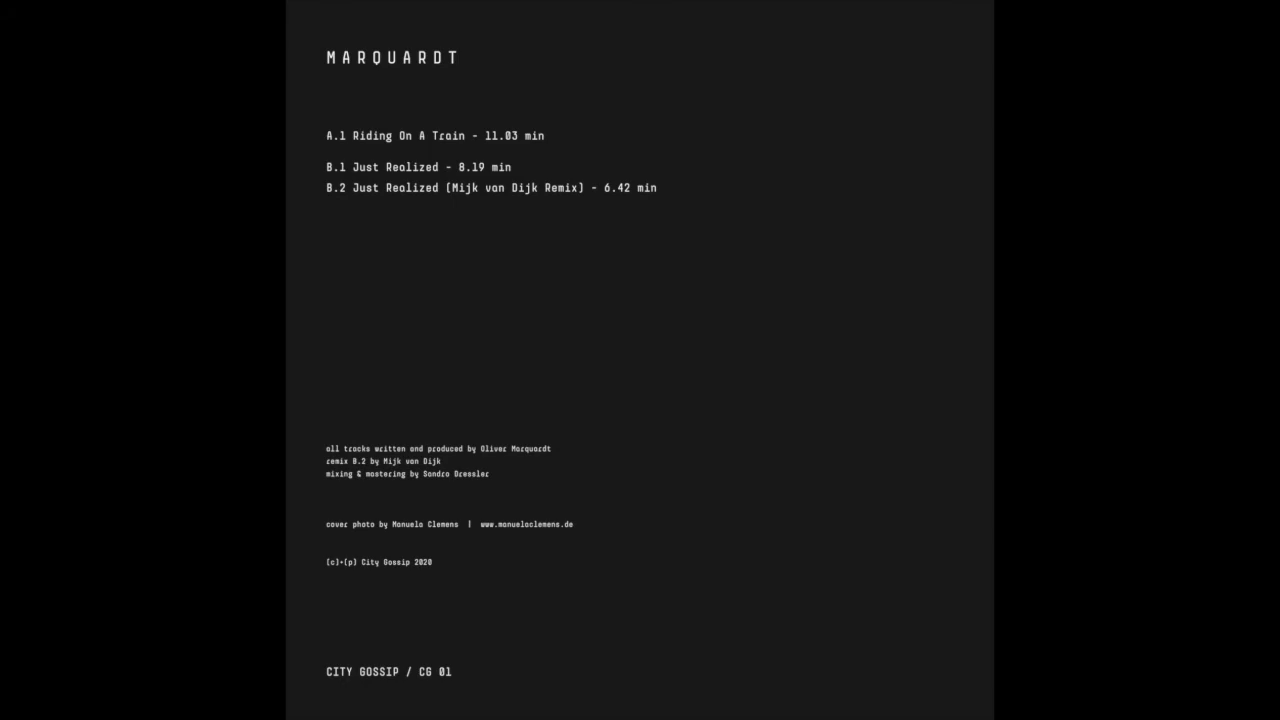 MARQUARDT
A.1 Riding On A Train - 11.03 min
B.1 Just Realized - 8.19 min
B.2 Just Realized (Mijk van Dijk Remix) - 6.42 min
all tracks written and produced by Oliver Marquardt
remix B.2 by Mijk van Dijk
mixing & mastering by Sandro Dressler
cover photo by Manuela Clemens | www.manuelaclemens.de
(c)+(p) City Gossip 2020
CITY GOSSIP / CG 01